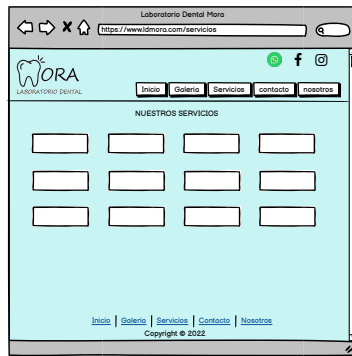 Laboratorio Dental Mora
https://www.ldmora.com/servicios
MORA
LABORATORIO DENTAL
Inicio Galeria Servicios contacto nosotros
NUESTROS SERVICIOS
Inicio | Galeria | Servicios | Contacto | Nosotros
Copyright © 2022